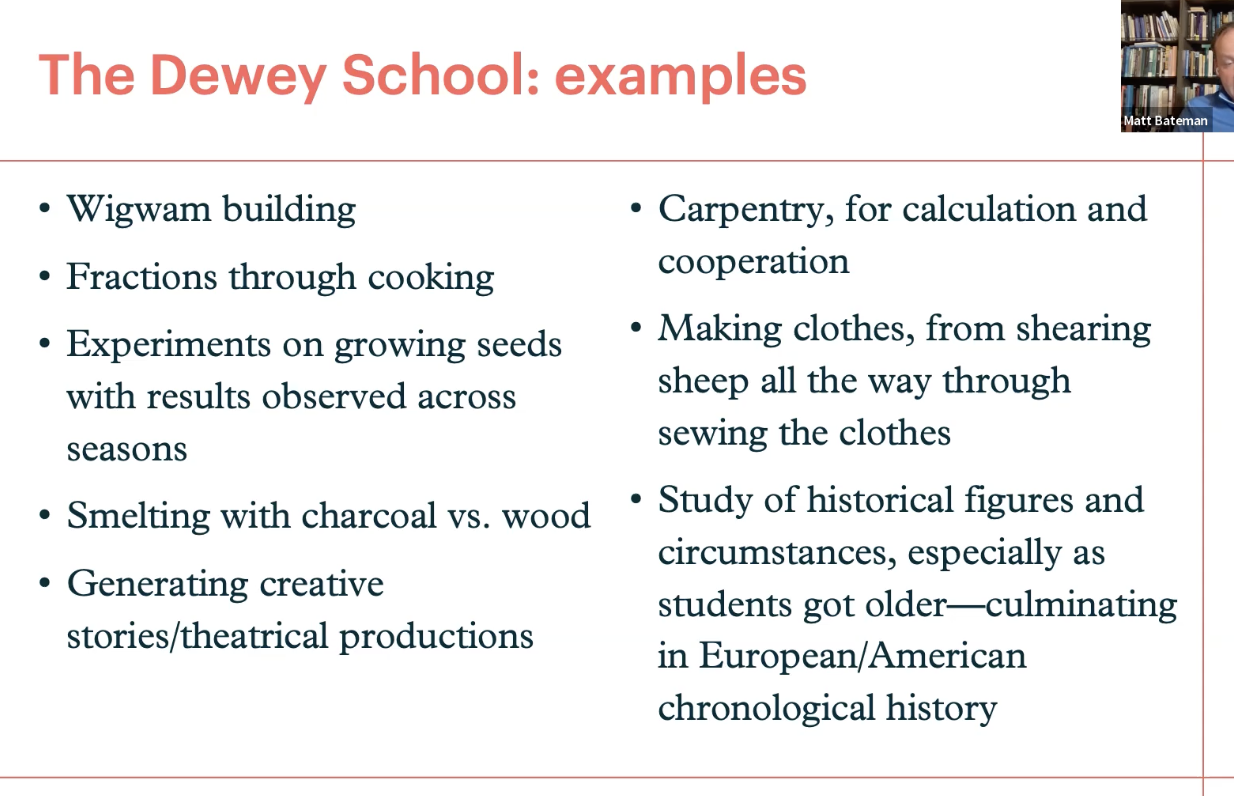 The Dewey School: examples
Matt Bateman
• Wigwam building
• Fractions through cooking
• Experiments on growing seeds
with results observed across
seasons
• Smelting with charcoal vs. wood
• Generating creative
stories/theatrical productions
• Carpentry, for calculation and
cooperation
• Making clothes, from shearing
sheep all the way through
sewing the clothes
• Study of historical figures and
circumstances, especially as
students got older—culminating
in European/American
chronological history